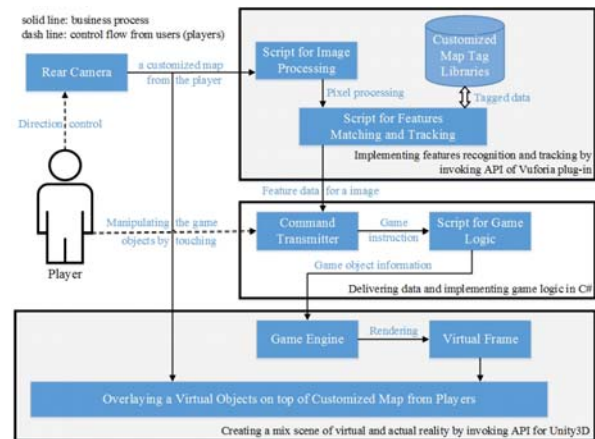 solid line: business process
dash line: control flow from users (players)
Rear Camera
a customized map
from the player
Script for Image
Processing
Customized
Map Tag
Libraries
Pixel processing
Tagged data
Direction control
Script for Features
Matching and Tracking
Implementing features recognition and tracking by
invoking API of Vuforia plug-in
Feature data for a image
Manipulating the game
objects by touching
Player
Command
Transmitter
Game
instruction
Script for Game
Logic
Game object information
Delivering data and implementing game logic in C#
Game Engine
Rendering
Virtual Frame
Overlaying a Virtual Objects on top of Customized Map from Players
Creating a mix scene of virtual and actual reality by invoking API for Unity3D